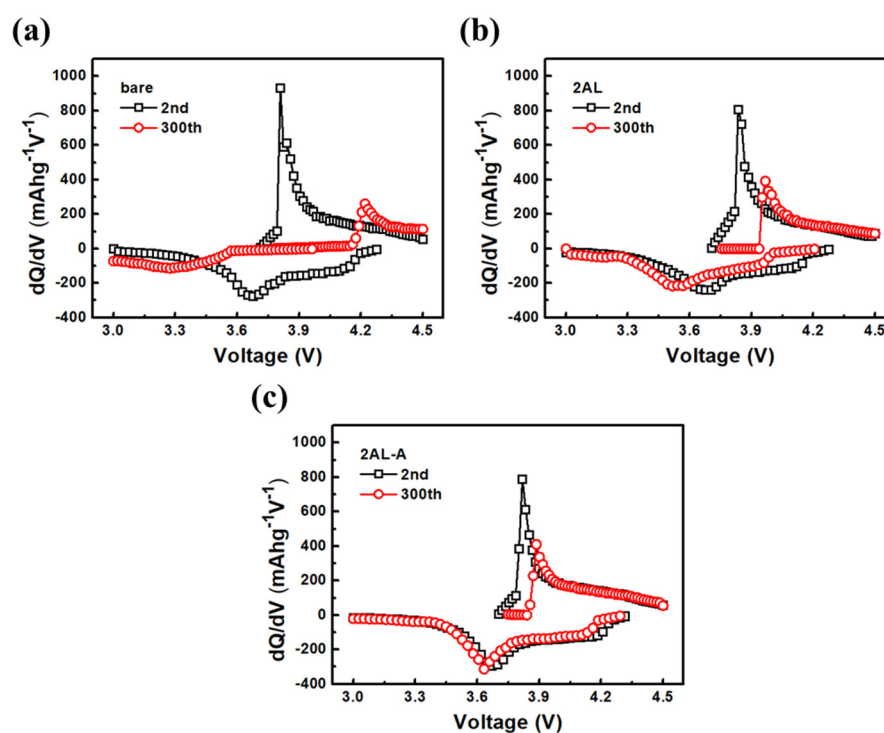 (a)
dQ/dV (mAhg⁻¹V⁻¹)
1000
800
600
400
200
0
-200
-400
bare
2nd
300th
3.0 3.3 3.6 3.9 4.2 4.5
Voltage (V)
(b)
dQ/dV (mAhg⁻¹V⁻¹)
1000
800
600
400
200
0
-200
-400
2AL
2nd
300th
3.0 3.3 3.6 3.9 4.2 4.5
Voltage (V)
(c)
dQ/dV (mAhg⁻¹V⁻¹)
1000
800
600
400
200
0
-200
-400
2AL-A
2nd
300th
3.0 3.3 3.6 3.9 4.2 4.5
Voltage (V)